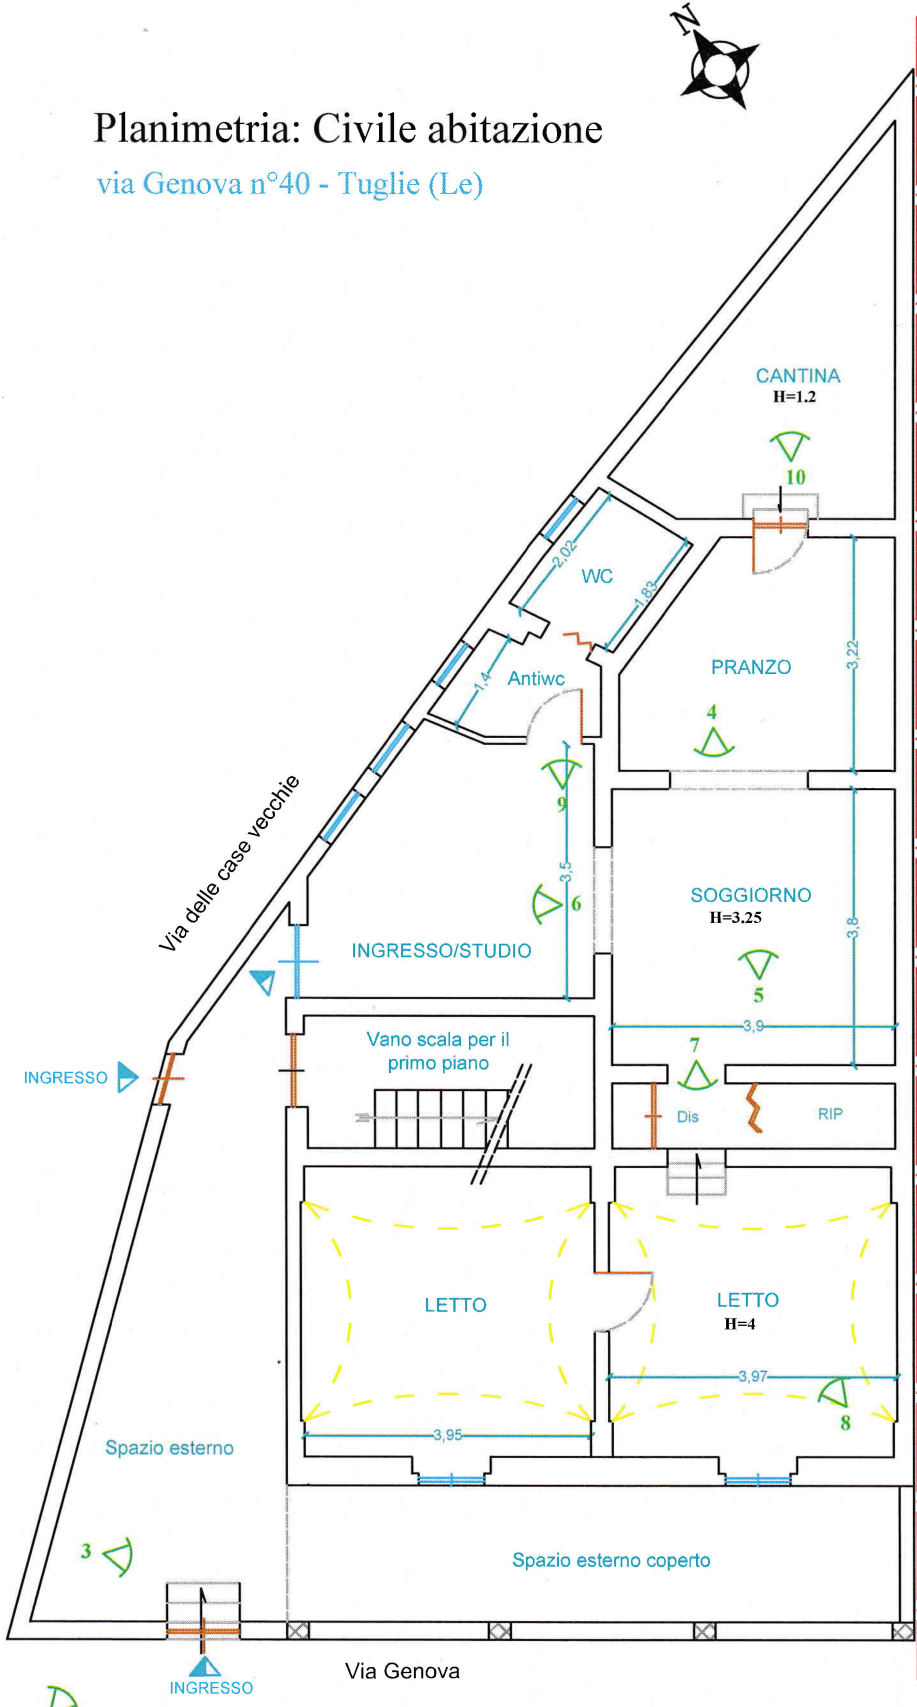 N
Planimetria: Civile abitazione
via Genova n°40 - Tuglie (Le)
CANTINA
H=1.2
10
2,02
WC
1,83
PRANZO
3,22
Antiwc
1,4
4
9
Via delle case vecchie
3,5
6
SOGGIORNO
H=3.25
3,8
INGRESSO/STUDIO
5
3,9
Vano scala per il
primo piano
7
INGRESSO
Dis
RIP
LETTO
LETTO
H=4
3,97
8
3,95
Spazio esterno
3
Spazio esterno coperto
Via Genova
INGRESSO